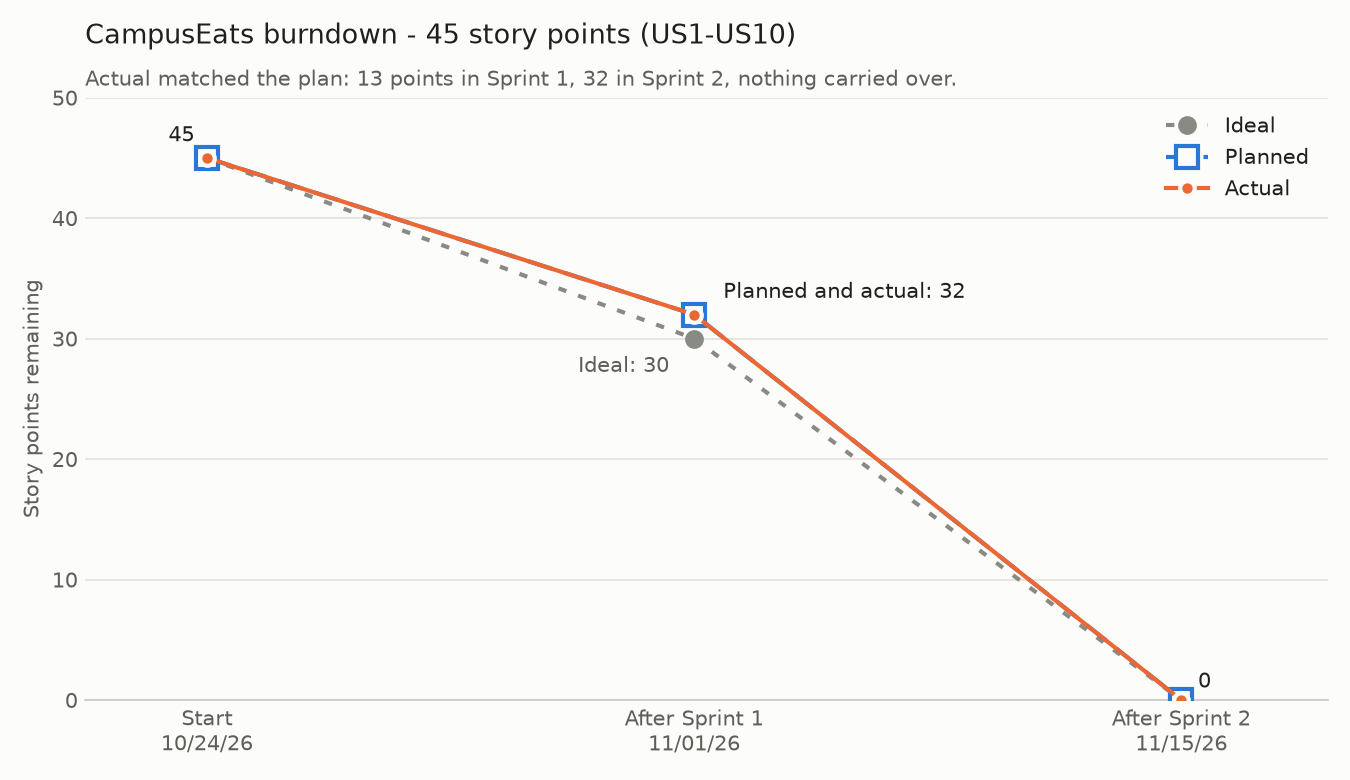 CampusEats burndown - 45 story points (US1-US10)
Actual matched the plan: 13 points in Sprint 1, 32 in Sprint 2, nothing carried over.
50
40
30
20
10
0
Story points remaining
45
Ideal
Planned
Actual
Planned and actual: 32
Ideal: 30
0
Start
10/24/26
After Sprint 1
11/01/26
After Sprint 2
11/15/26